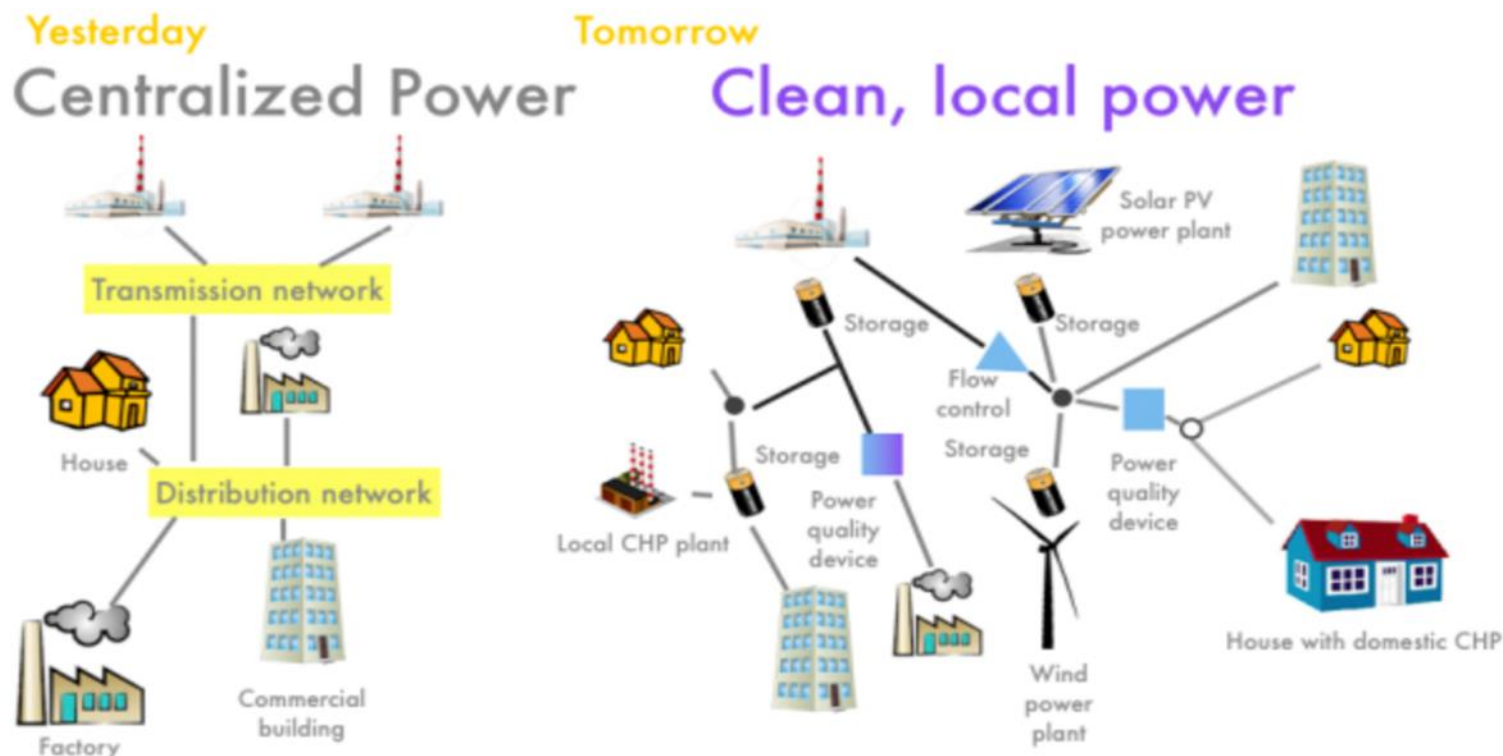 Yesterday
Centralized Power
Transmission network
House
Distribution network
Commercial
building
Factory
Tomorrow
Clean, local power
Solar PV
power plant
Storage
Storage
Flow
control
Storage
Storage
Power
quality
device
Power
quality
device
Local CHP plant
House with domestic CHP
Wind
power
plant